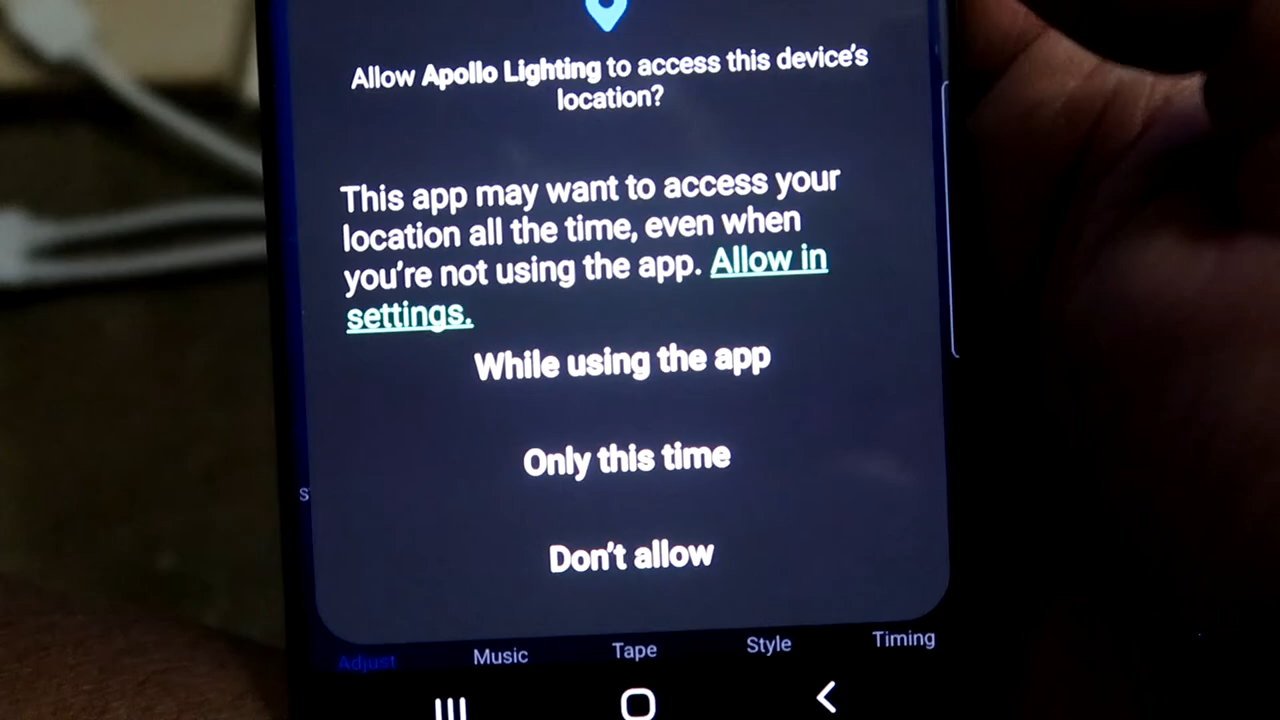 Allow Apollo Lighting to access this device's
location?
This app may want to access your
location all the time, even when
you're not using the app. Allow in
settings.
While using the app
Only this time
Don't allow
Adjust Music Tape Style Timing